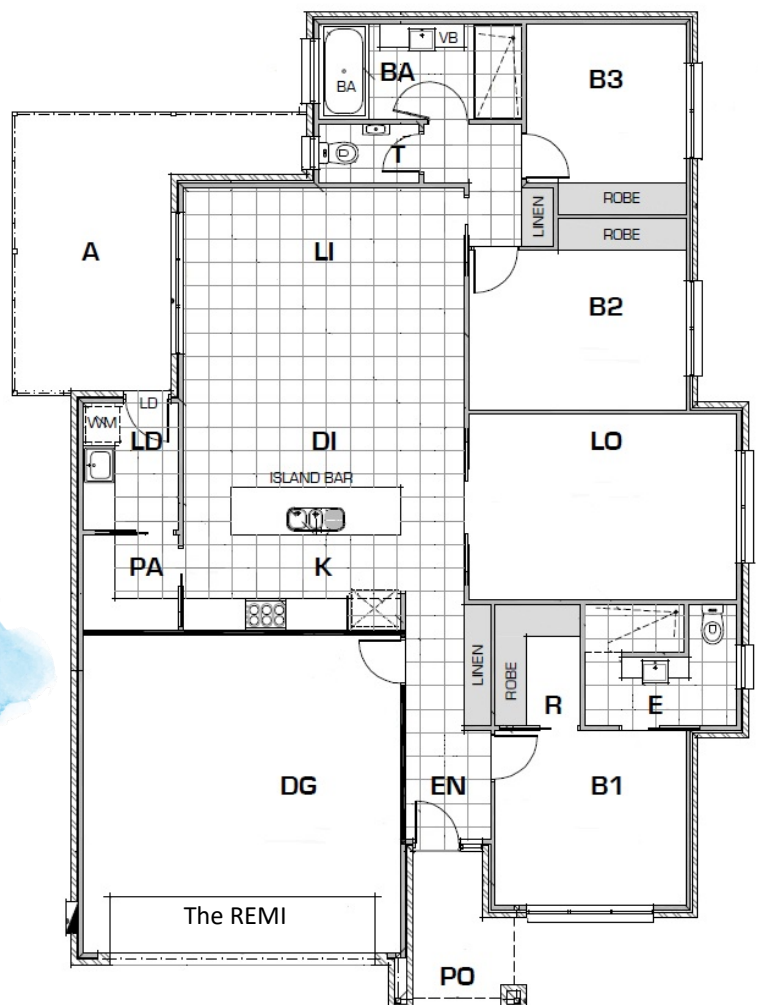 VB
BA
B3
BA
T
ROBE
LINEN
ROBE
A
LI
B2
LD
WM
LD
DI
LO
ISLAND BAR
PA
K
LINEN
ROBE
R
E
DG
EN
B1
The REMI
PO